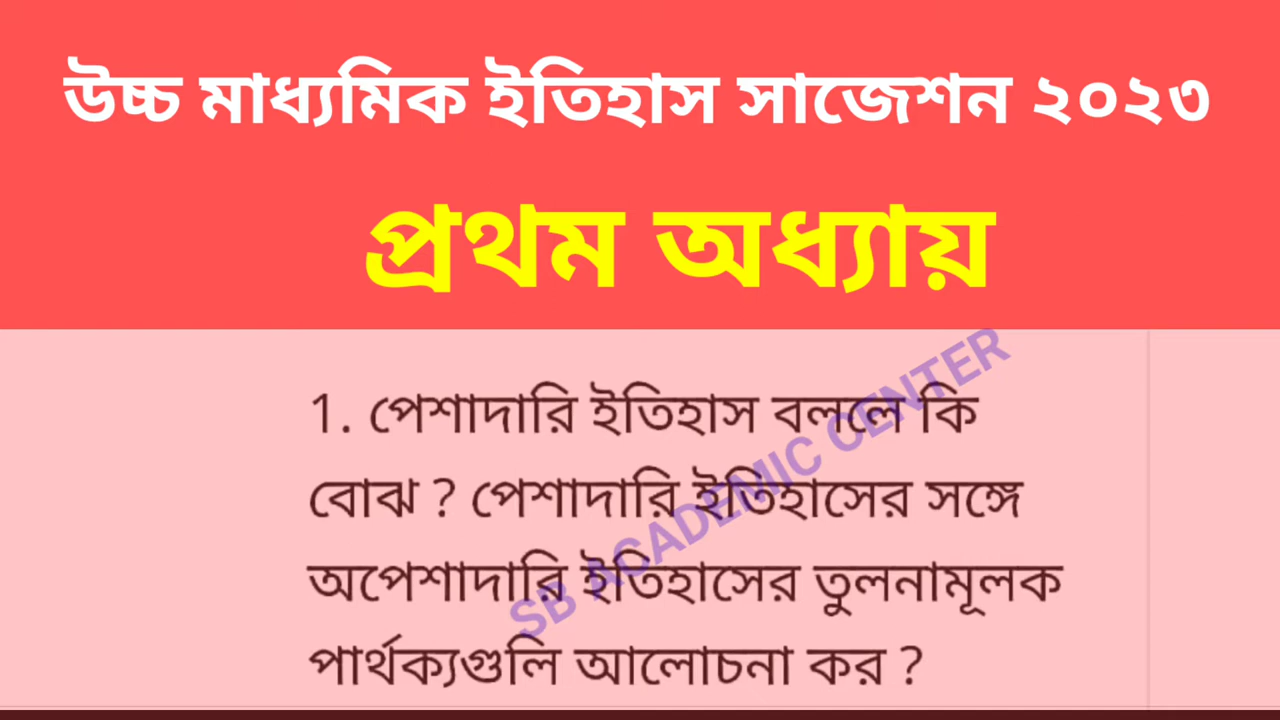 উচ্চ মাধ্যমিক ইতিহাস সাজেশন ২০২৩
প্রথম অধ্যায়
1. পেশাদারি ইতিহাস বললে কি
বোঝ ? পেশাদারি ইতিহাসের সঙ্গে
অপেশাদারি ইতিহাসের তুলনামূলক
পার্থক্যগুলি আলোচনা কর ?
SB ACADEMIC CENTER